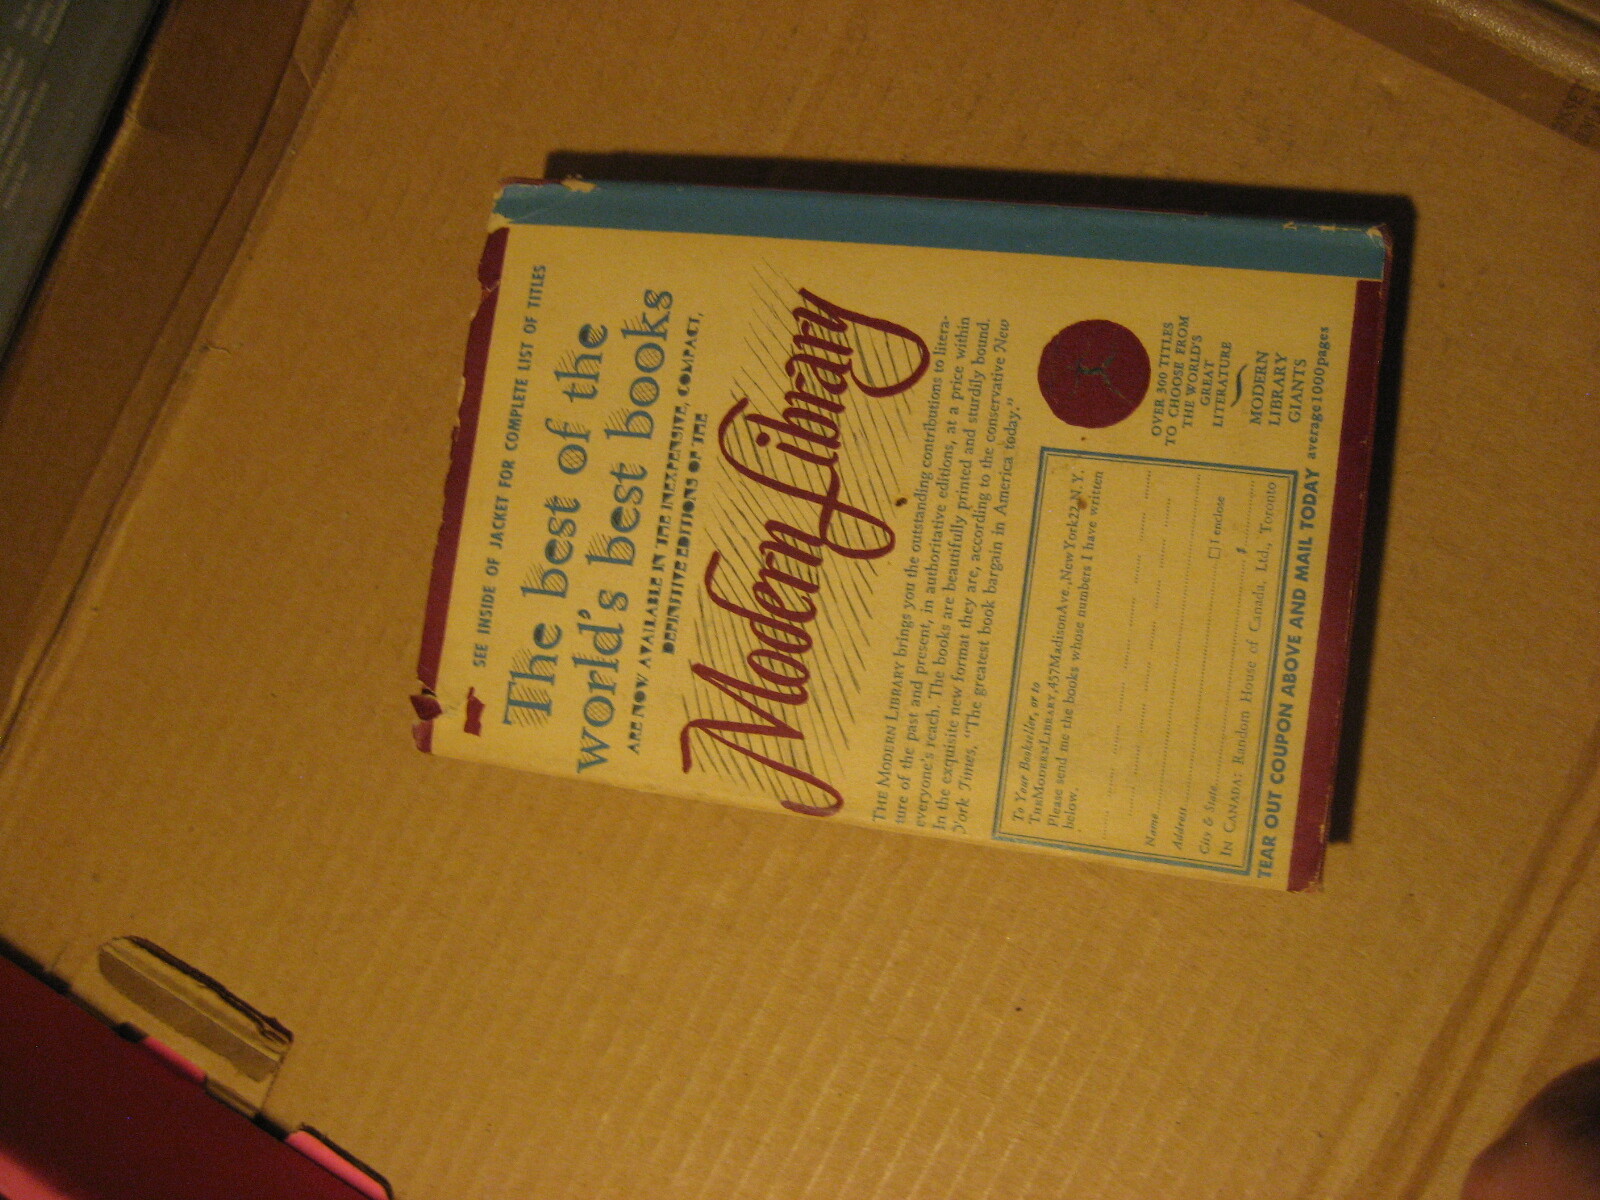 SEE INSIDE OF JACKET FOR COMPLETE LIST OF TITLES
The best of the
world's best books
ARE NOW AVAILABLE IN THE INEXPENSIVE, COMPACT,
DEFINITIVE EDITIONS OF THE
Modern Library
THE MODERN LIBRARY brings you the outstanding contributions to litera-
ture of the past and present, in authoritative editions, at a price within
everyone's reach. The books are beautifully printed and sturdily bound.
In the exquisite new format they are, according to the conservative New
York Times, "The greatest book bargain in America today."
To Your Bookseller, or to
THE MODERN LIBRARY, 457 Madison Ave., New York 22, N. Y.
Please send me the books whose numbers I have written
below.
Name
Address
City & State
I enclose $
IN CANADA: Random House of Canada, Ltd., Toronto
TEAR OUT COUPON ABOVE AND MAIL TODAY
OVER 300 TITLES
TO CHOOSE FROM
THE WORLD'S
GREAT
LITERATURE
MODERN
LIBRARY
GIANTS
average 1000 pages